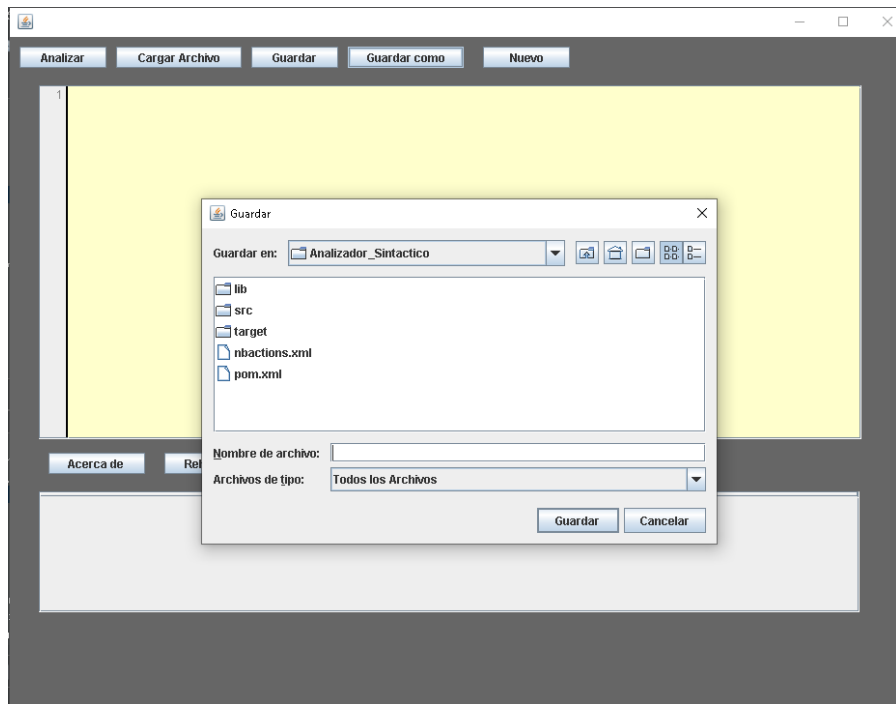 Analizar Cargar Archivo Guardar Guardar como Nuevo
1
Guardar
Guardar en: Analizador_Sintactico
lib
src
target
nbactions.xml
pom.xml
Nombre de archivo:
Archivos de tipo: Todos los Archivos
Guardar Cancelar
Acerca de